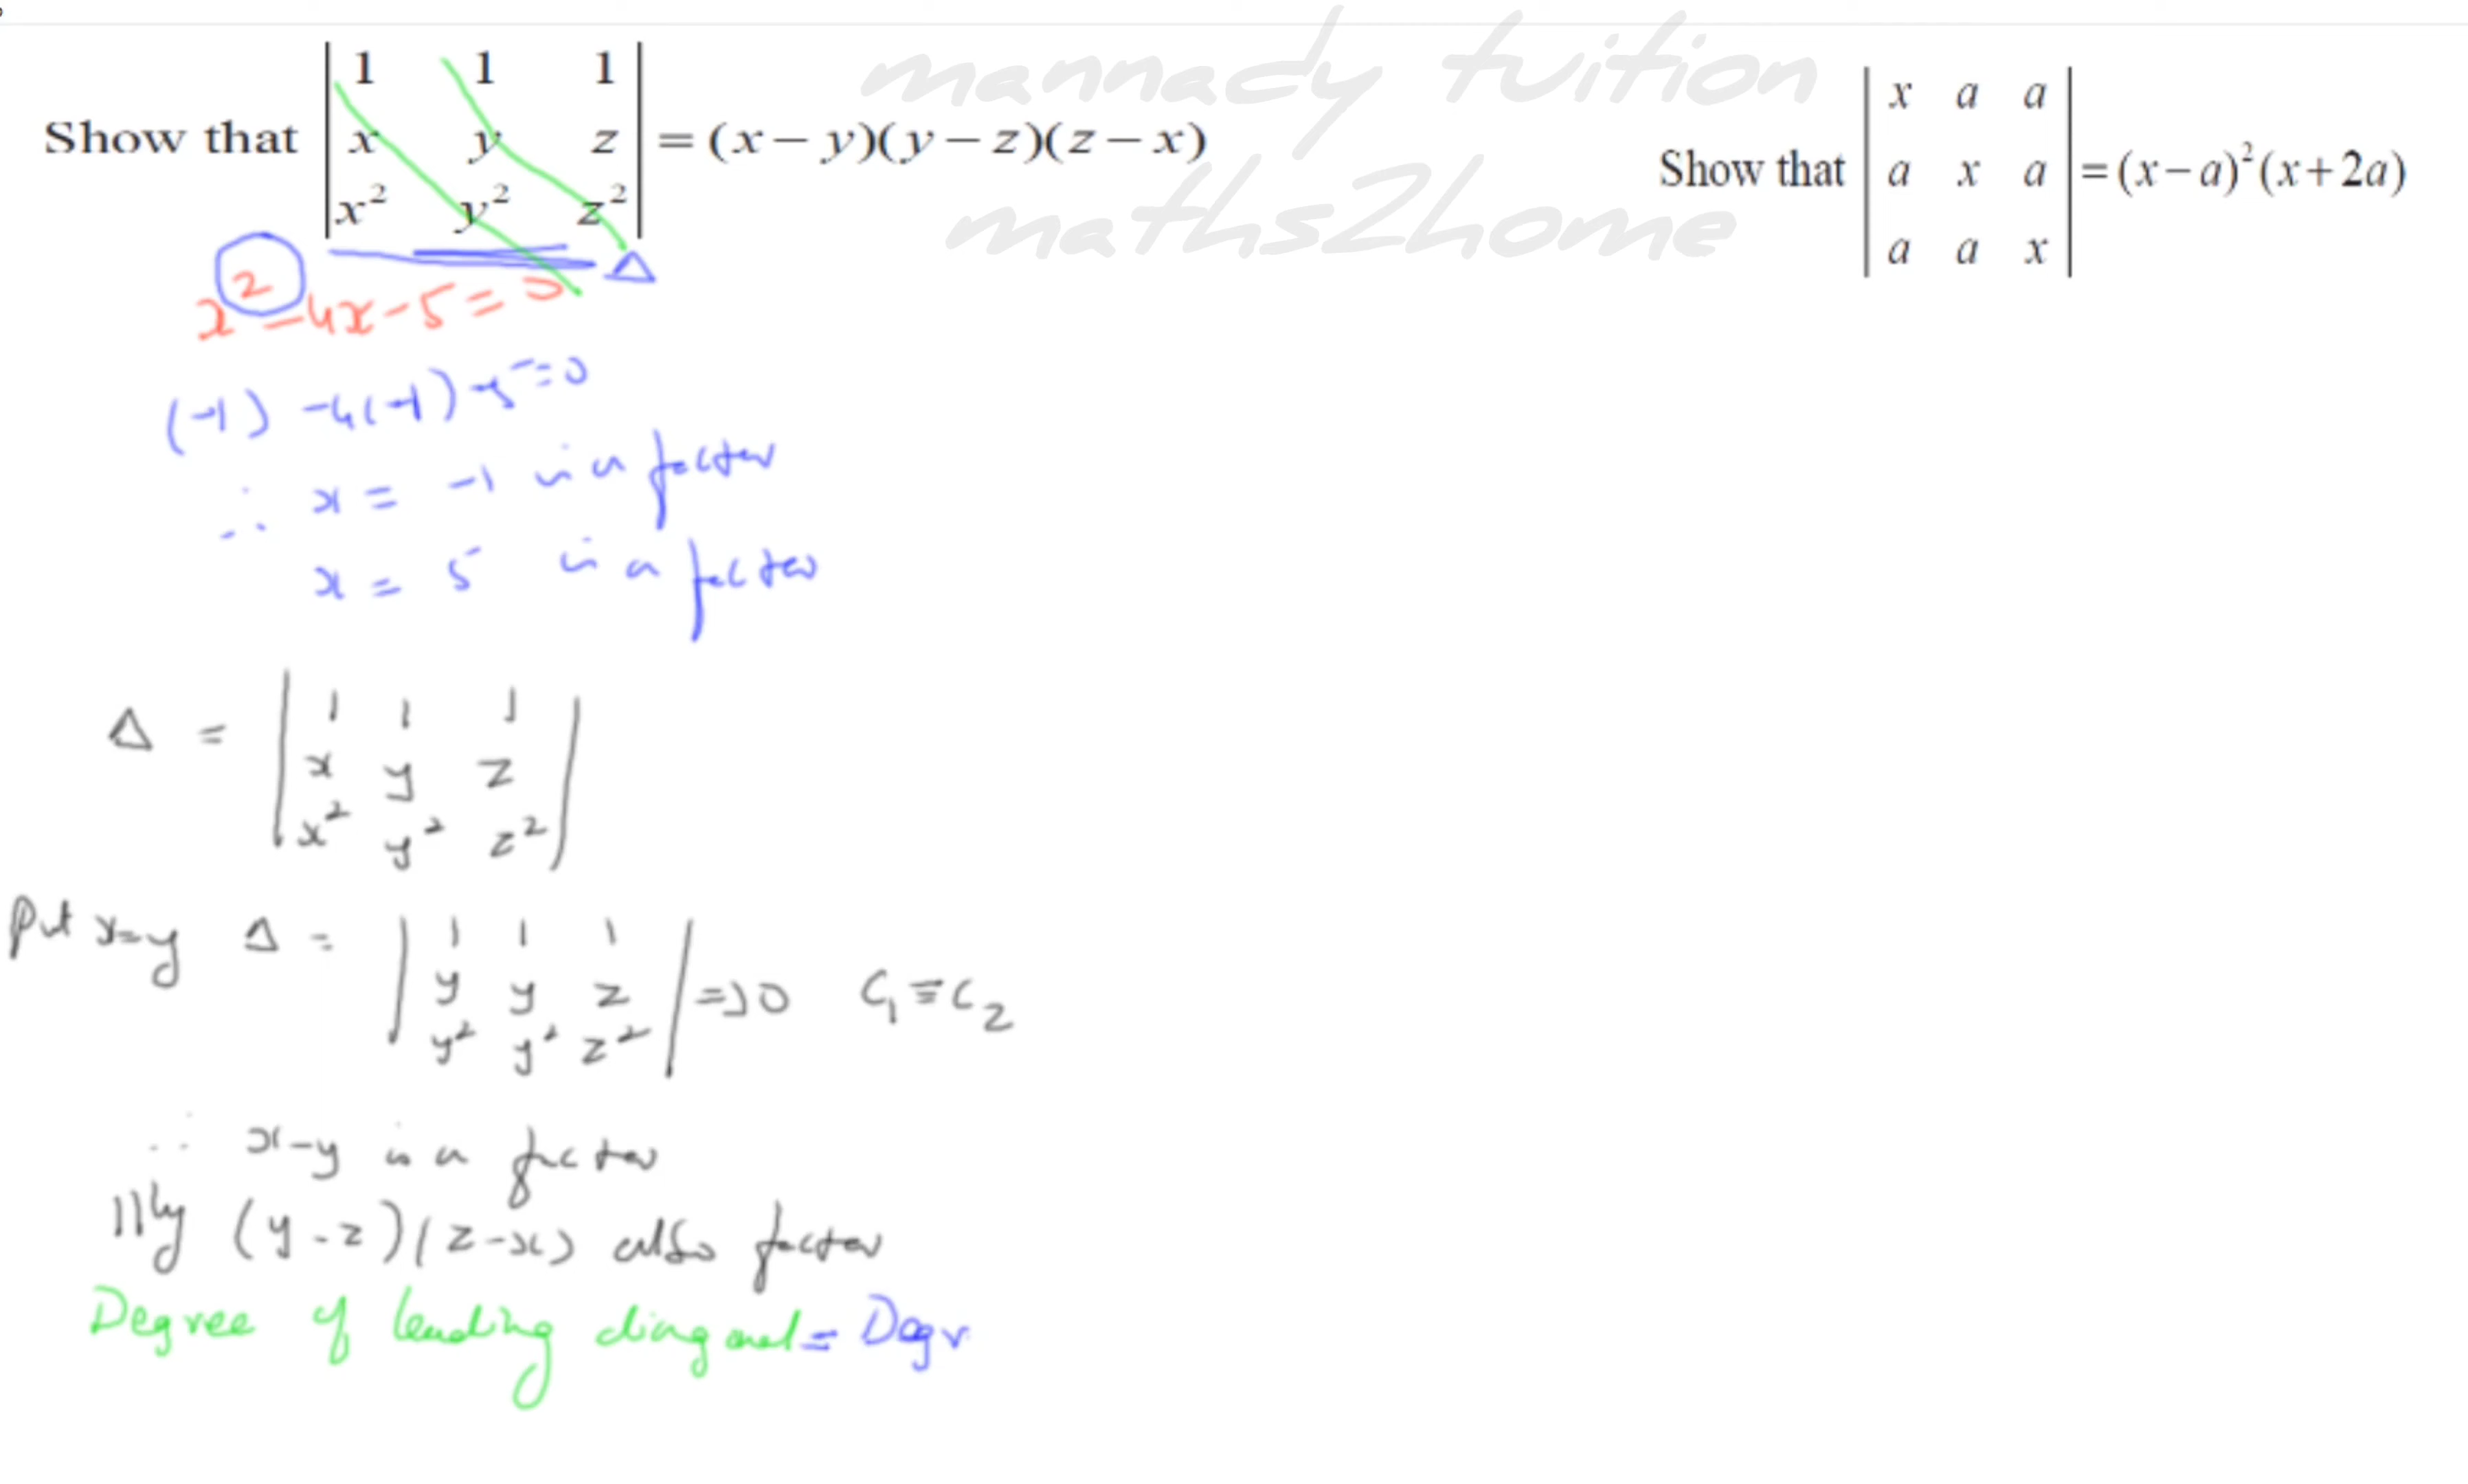 mannady tuition
maths2home
Show that | 1 1 1 |
| x y z | = (x − y)(y − z)(z − x)
| x² y² z² |
Δ
Show that | x a a |
| a x a | = (x − a)²(x + 2a)
| a a x |
x² − 4x − 5 = 0
(-1) − 4(-1) − 5 = 0
∴ x = −1 is a factor
x = 5 is a factor
Δ = | 1 1 1 |
| x y z |
| x² y² z² |
Put x=y Δ = | 1 1 1 |
| y y z | => 0 C₁ ≡ C₂
| y² y² z² |
∴ x−y is a factor
|||ly (y − z)(z − x) also factor
Degree of leading diagonal = Degr